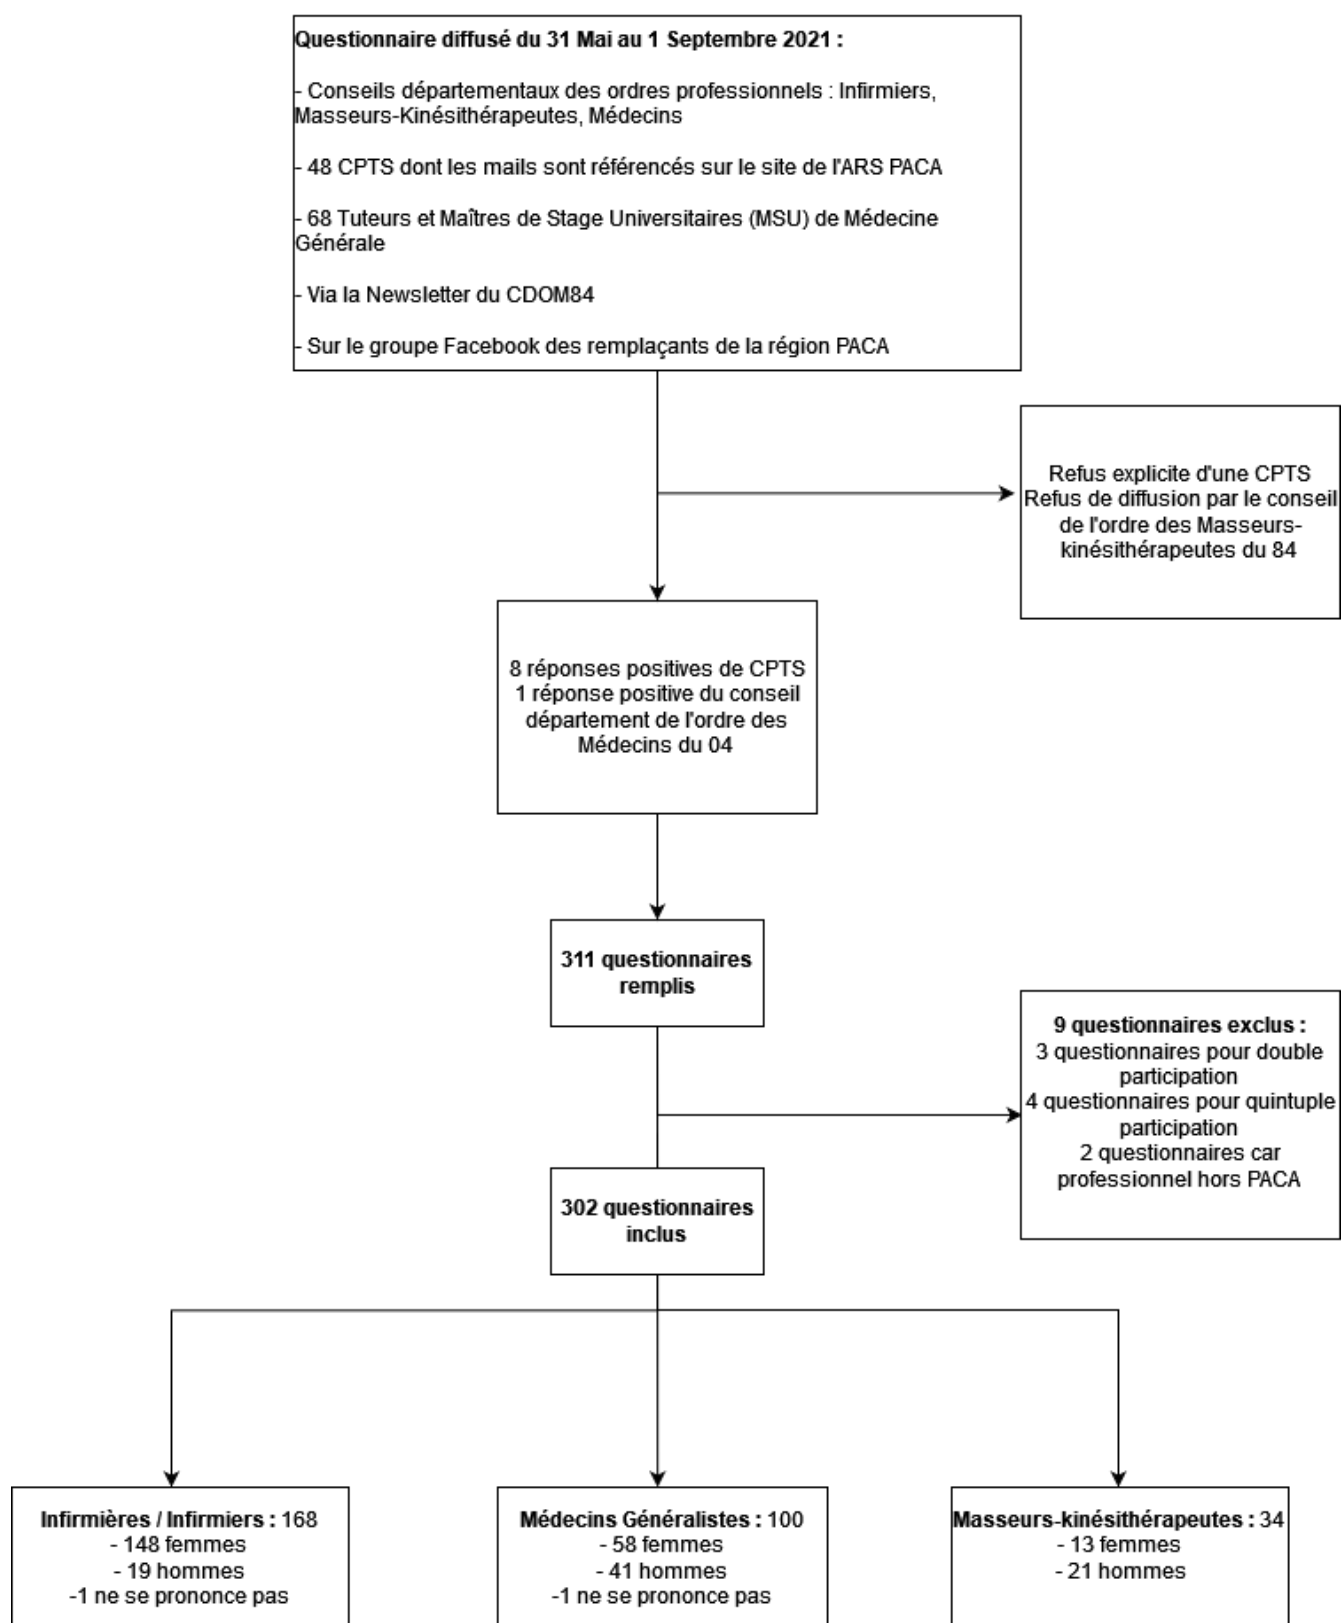 Questionnaire diffusé du 31 Mai au 1 Septembre 2021 :
- Conseils départementaux des ordres professionnels : Infirmiers,
Masseurs-Kinésithérapeutes, Médecins
- 48 CPTS dont les mails sont référencés sur le site de l'ARS PACA
- 68 Tuteurs et Maîtres de Stage Universitaires (MSU) de Médecine
Générale
- Via la Newsletter du CDOM84
- Sur le groupe Facebook des remplaçants de la région PACA
Refus explicite d'une CPTS
Refus de diffusion par le conseil
de l'ordre des Masseurs-
kinésithérapeutes du 84
8 réponses positives de CPTS
1 réponse positive du conseil
département de l'ordre des
Médecins du 04
311 questionnaires
remplis
9 questionnaires exclus :
3 questionnaires pour double
participation
4 questionnaires pour quintuple
participation
2 questionnaires car
professionnel hors PACA
302 questionnaires
inclus
Infirmières / Infirmiers : 168
- 148 femmes
- 19 hommes
-1 ne se prononce pas
Médecins Généralistes : 100
- 58 femmes
- 41 hommes
-1 ne se prononce pas
Masseurs-kinésithérapeutes : 34
- 13 femmes
- 21 hommes